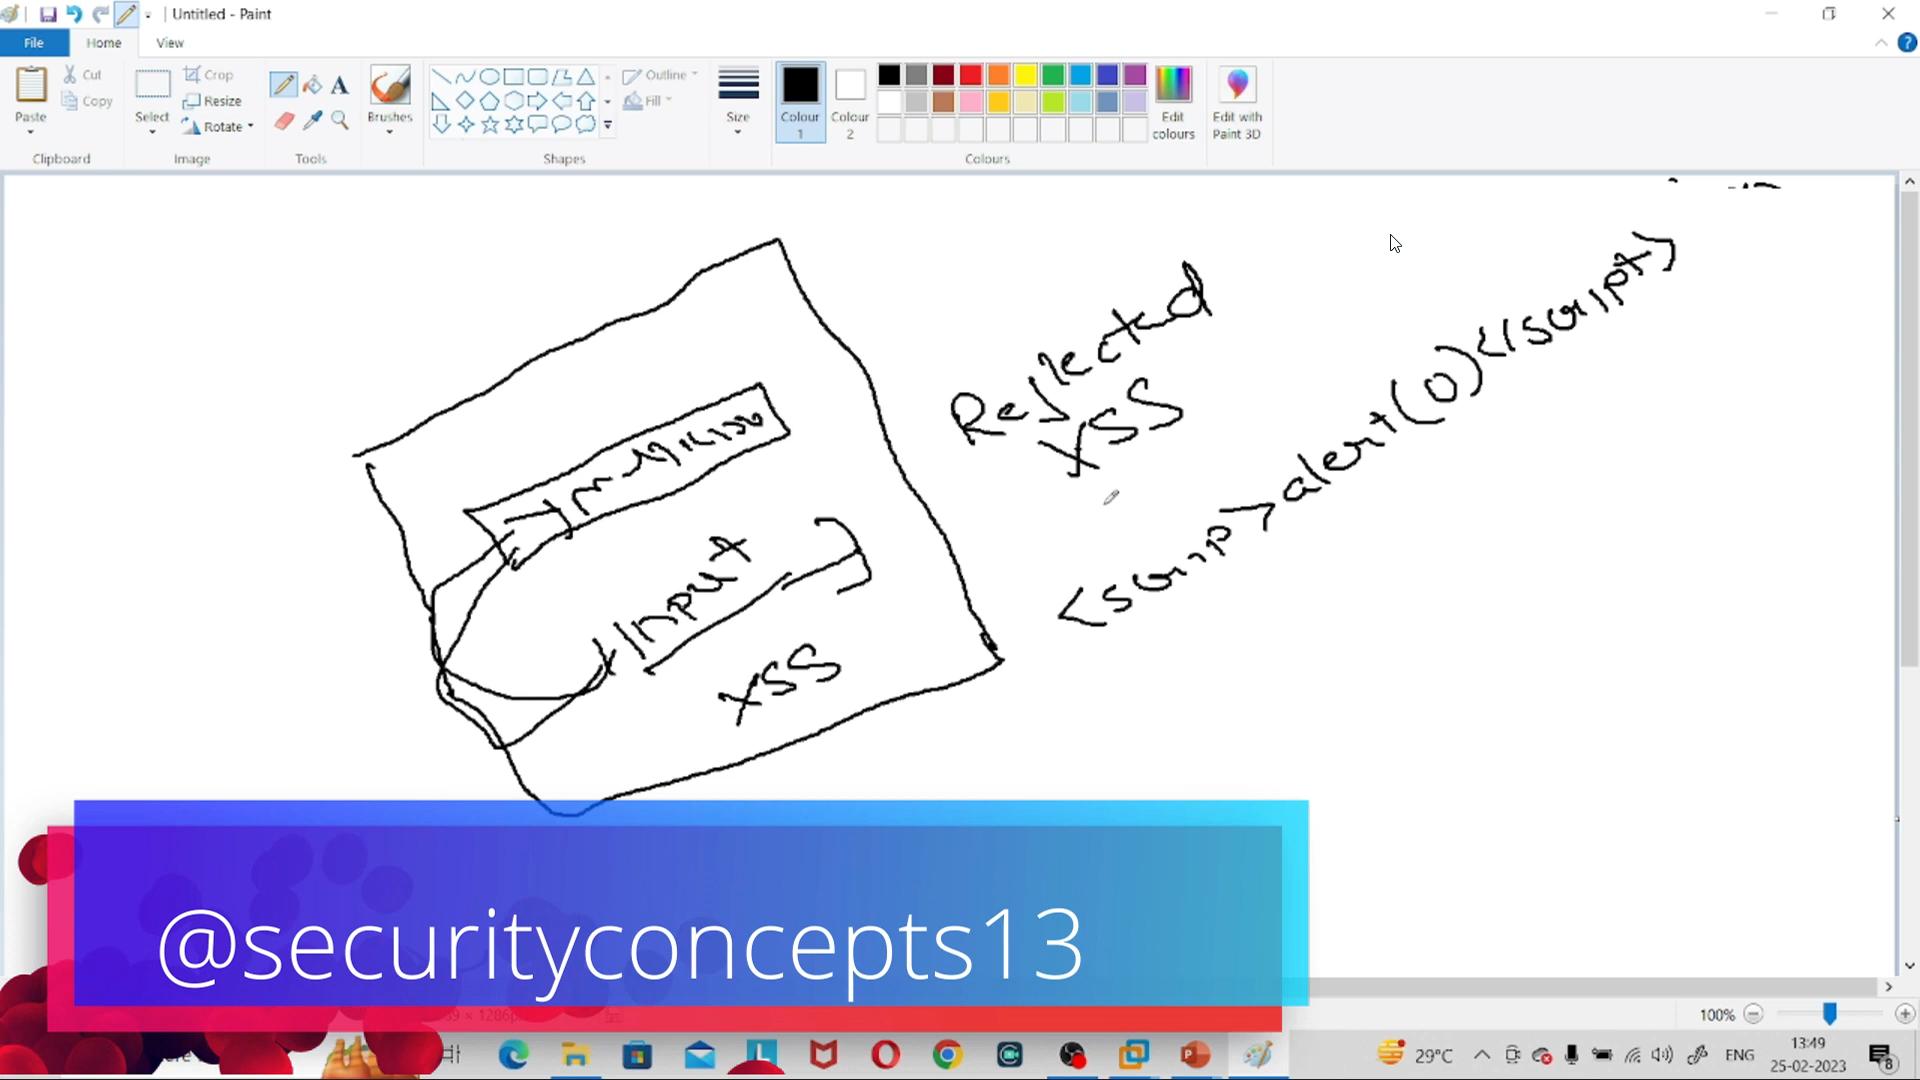 Untitled - Paint
File
Home
View
Paste
Cut
Copy
Clipboard
Select
Crop
Resize
Rotate
Image
A
Tools
Brushes
Outline
Fill
Shapes
Size
Colour 1
Colour 2
Edit colours
Edit with Paint 3D
Colours
Reflected
XSS
<script>alert(0)</script>
Input
XSS
@securityconcepts13
100%
29°C
ENG
13:49
25-02-2023
8